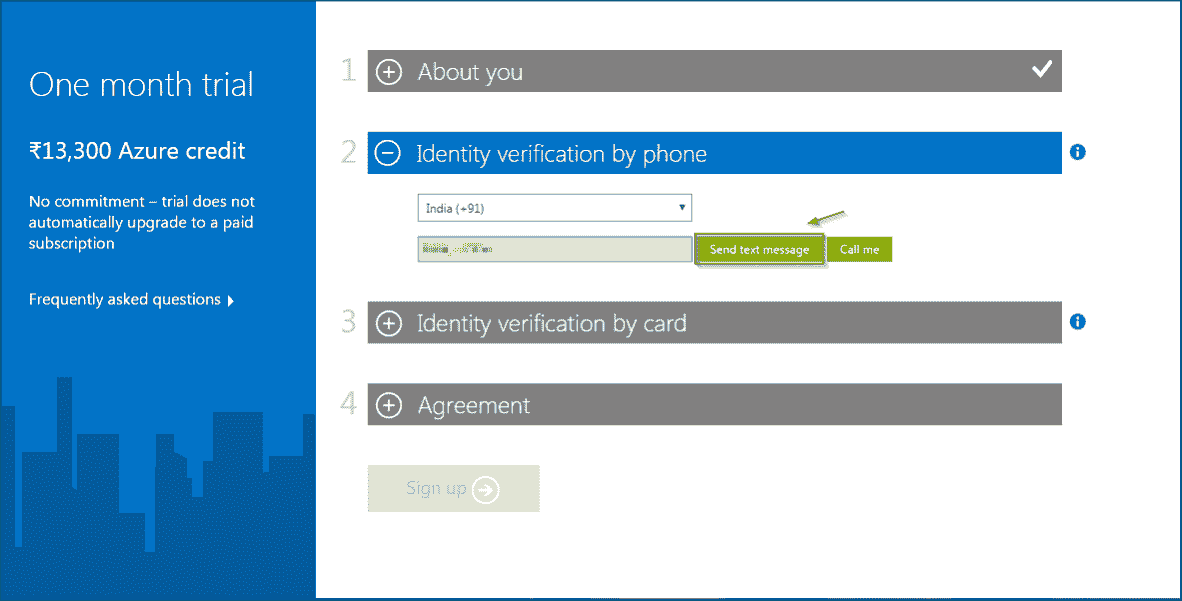 One month trial
₹13,300 Azure credit
No commitment – trial does not
automatically upgrade to a paid
subscription
Frequently asked questions
1 About you
2 Identity verification by phone
India (+91)
Send text message Call me
3 Identity verification by card
4 Agreement
Sign up